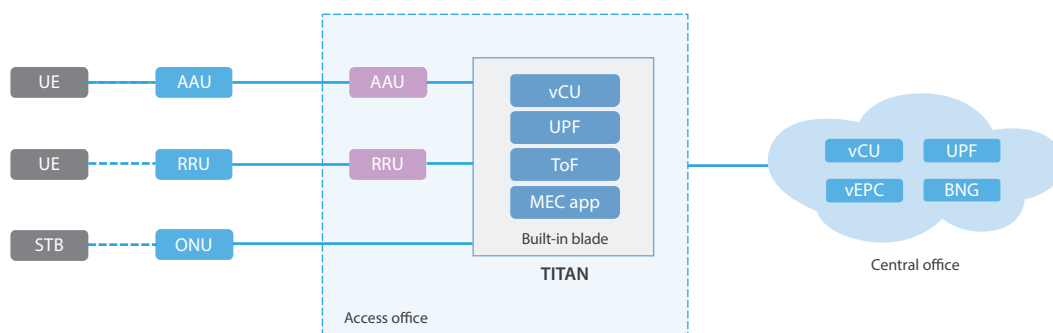 UE
AAU
AAU
vCU
UPF
ToF
MEC app
UE
RRU
RRU
STB
ONU
Built-in blade
TITAN
Access office
vCU
UPF
vEPC
BNG
Central office